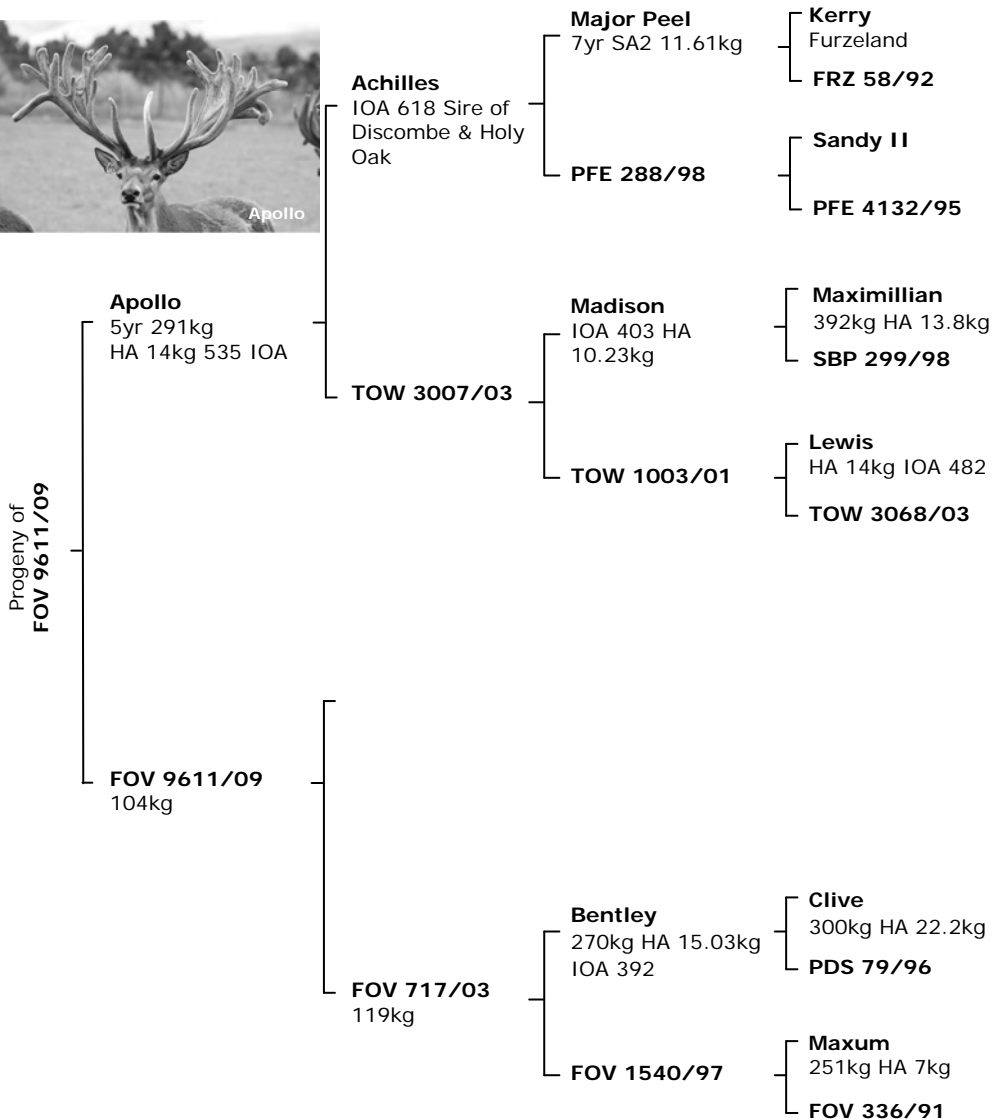 Apollo
Progeny of
FOV 9611/09
Apollo
5yr 291kg
HA 14kg 535 IOA
FOV 9611/09
104kg
Achilles
IOA 618 Sire of
Discombe & Holy
Oak
TOW 3007/03
FOV 717/03
119kg
Major Peel
7yr SA2 11.61kg
PFE 288/98
Madison
IOA 403 HA
10.23kg
TOW 1003/01
Bentley
270kg HA 15.03kg
IOA 392
FOV 1540/97
Kerry
Furzeland
FRZ 58/92
Sandy II
PFE 4132/95
Maximillian
392kg HA 13.8kg
SBP 299/98
Lewis
HA 14kg IOA 482
TOW 3068/03
Clive
300kg HA 22.2kg
PDS 79/96
Maxum
251kg HA 7kg
FOV 336/91